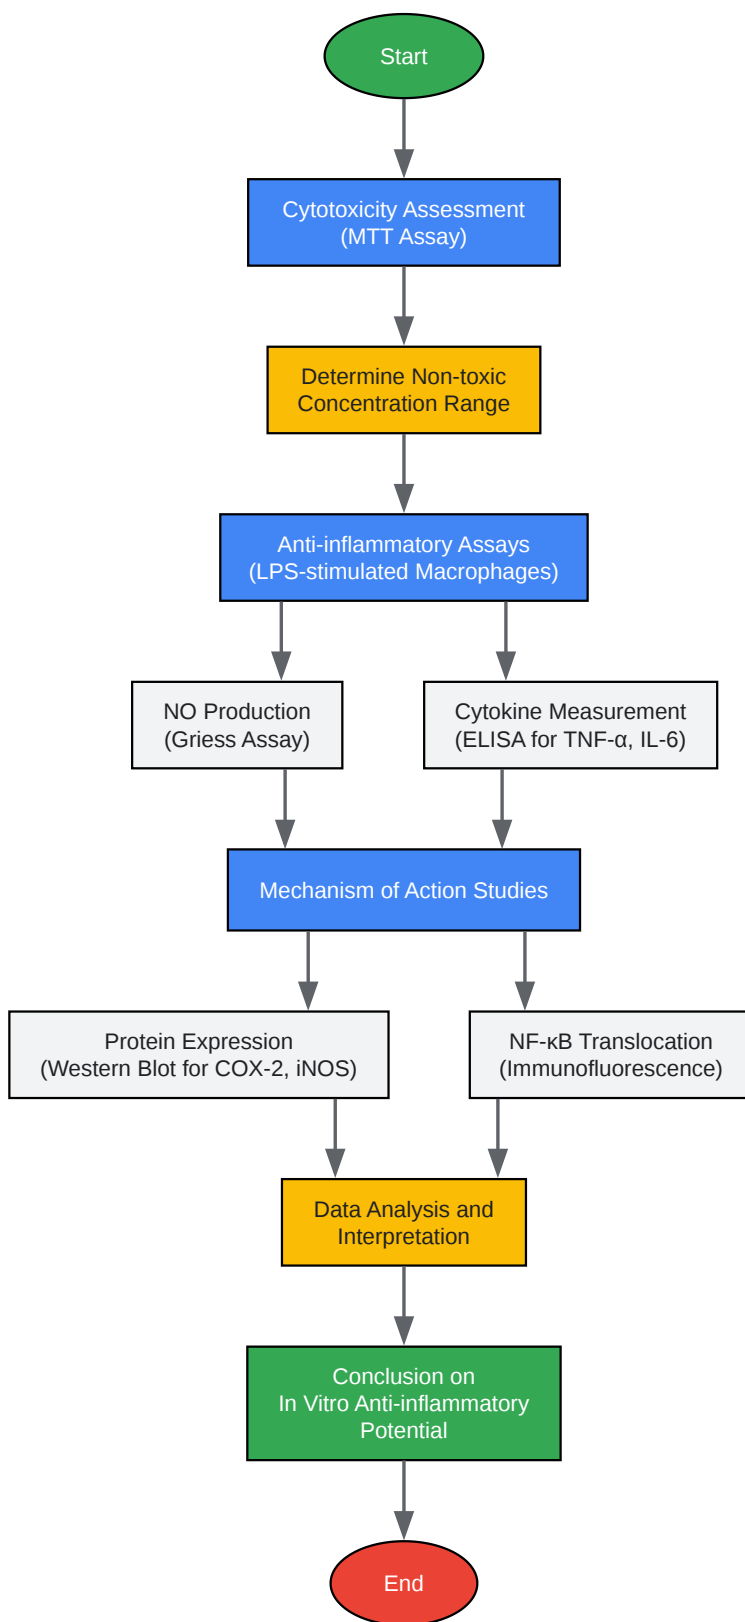 Start
Cytotoxicity Assessment
(MTT Assay)
Determine Non-toxic
Concentration Range
Anti-inflammatory Assays
(LPS-stimulated Macrophages)
NO Production
(Griess Assay)
Cytokine Measurement
(ELISA for TNF-α, IL-6)
Mechanism of Action Studies
Protein Expression
(Western Blot for COX-2, iNOS)
NF-κB Translocation
(Immunofluorescence)
Data Analysis and
Interpretation
Conclusion on
In Vitro Anti-inflammatory
Potential
End